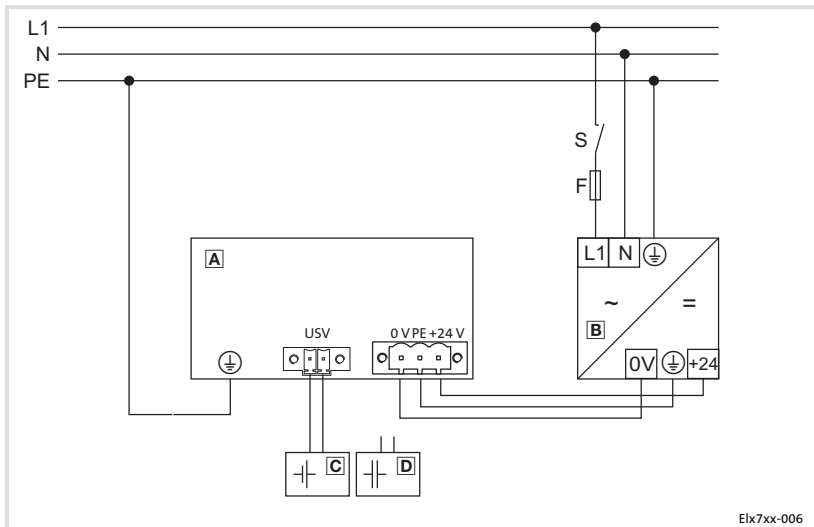 L1
N
PE
S
F
L1 N
A
~ =
B
USV
0 V PE +24 V
0V +24
C D
Elx7xx-006